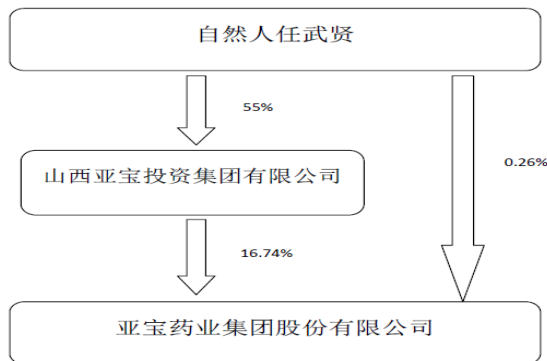 自然人任武贤
55%
0.26%
山西亚宝投资集团有限公司
16.74%
亚宝药业集团股份有限公司